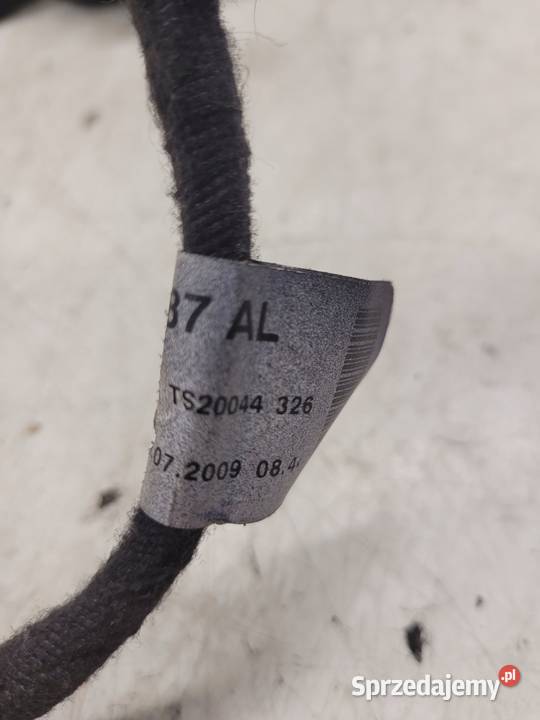 37 AL
TS20044 326
07.2009 08.4
Sprzedajemy.pl